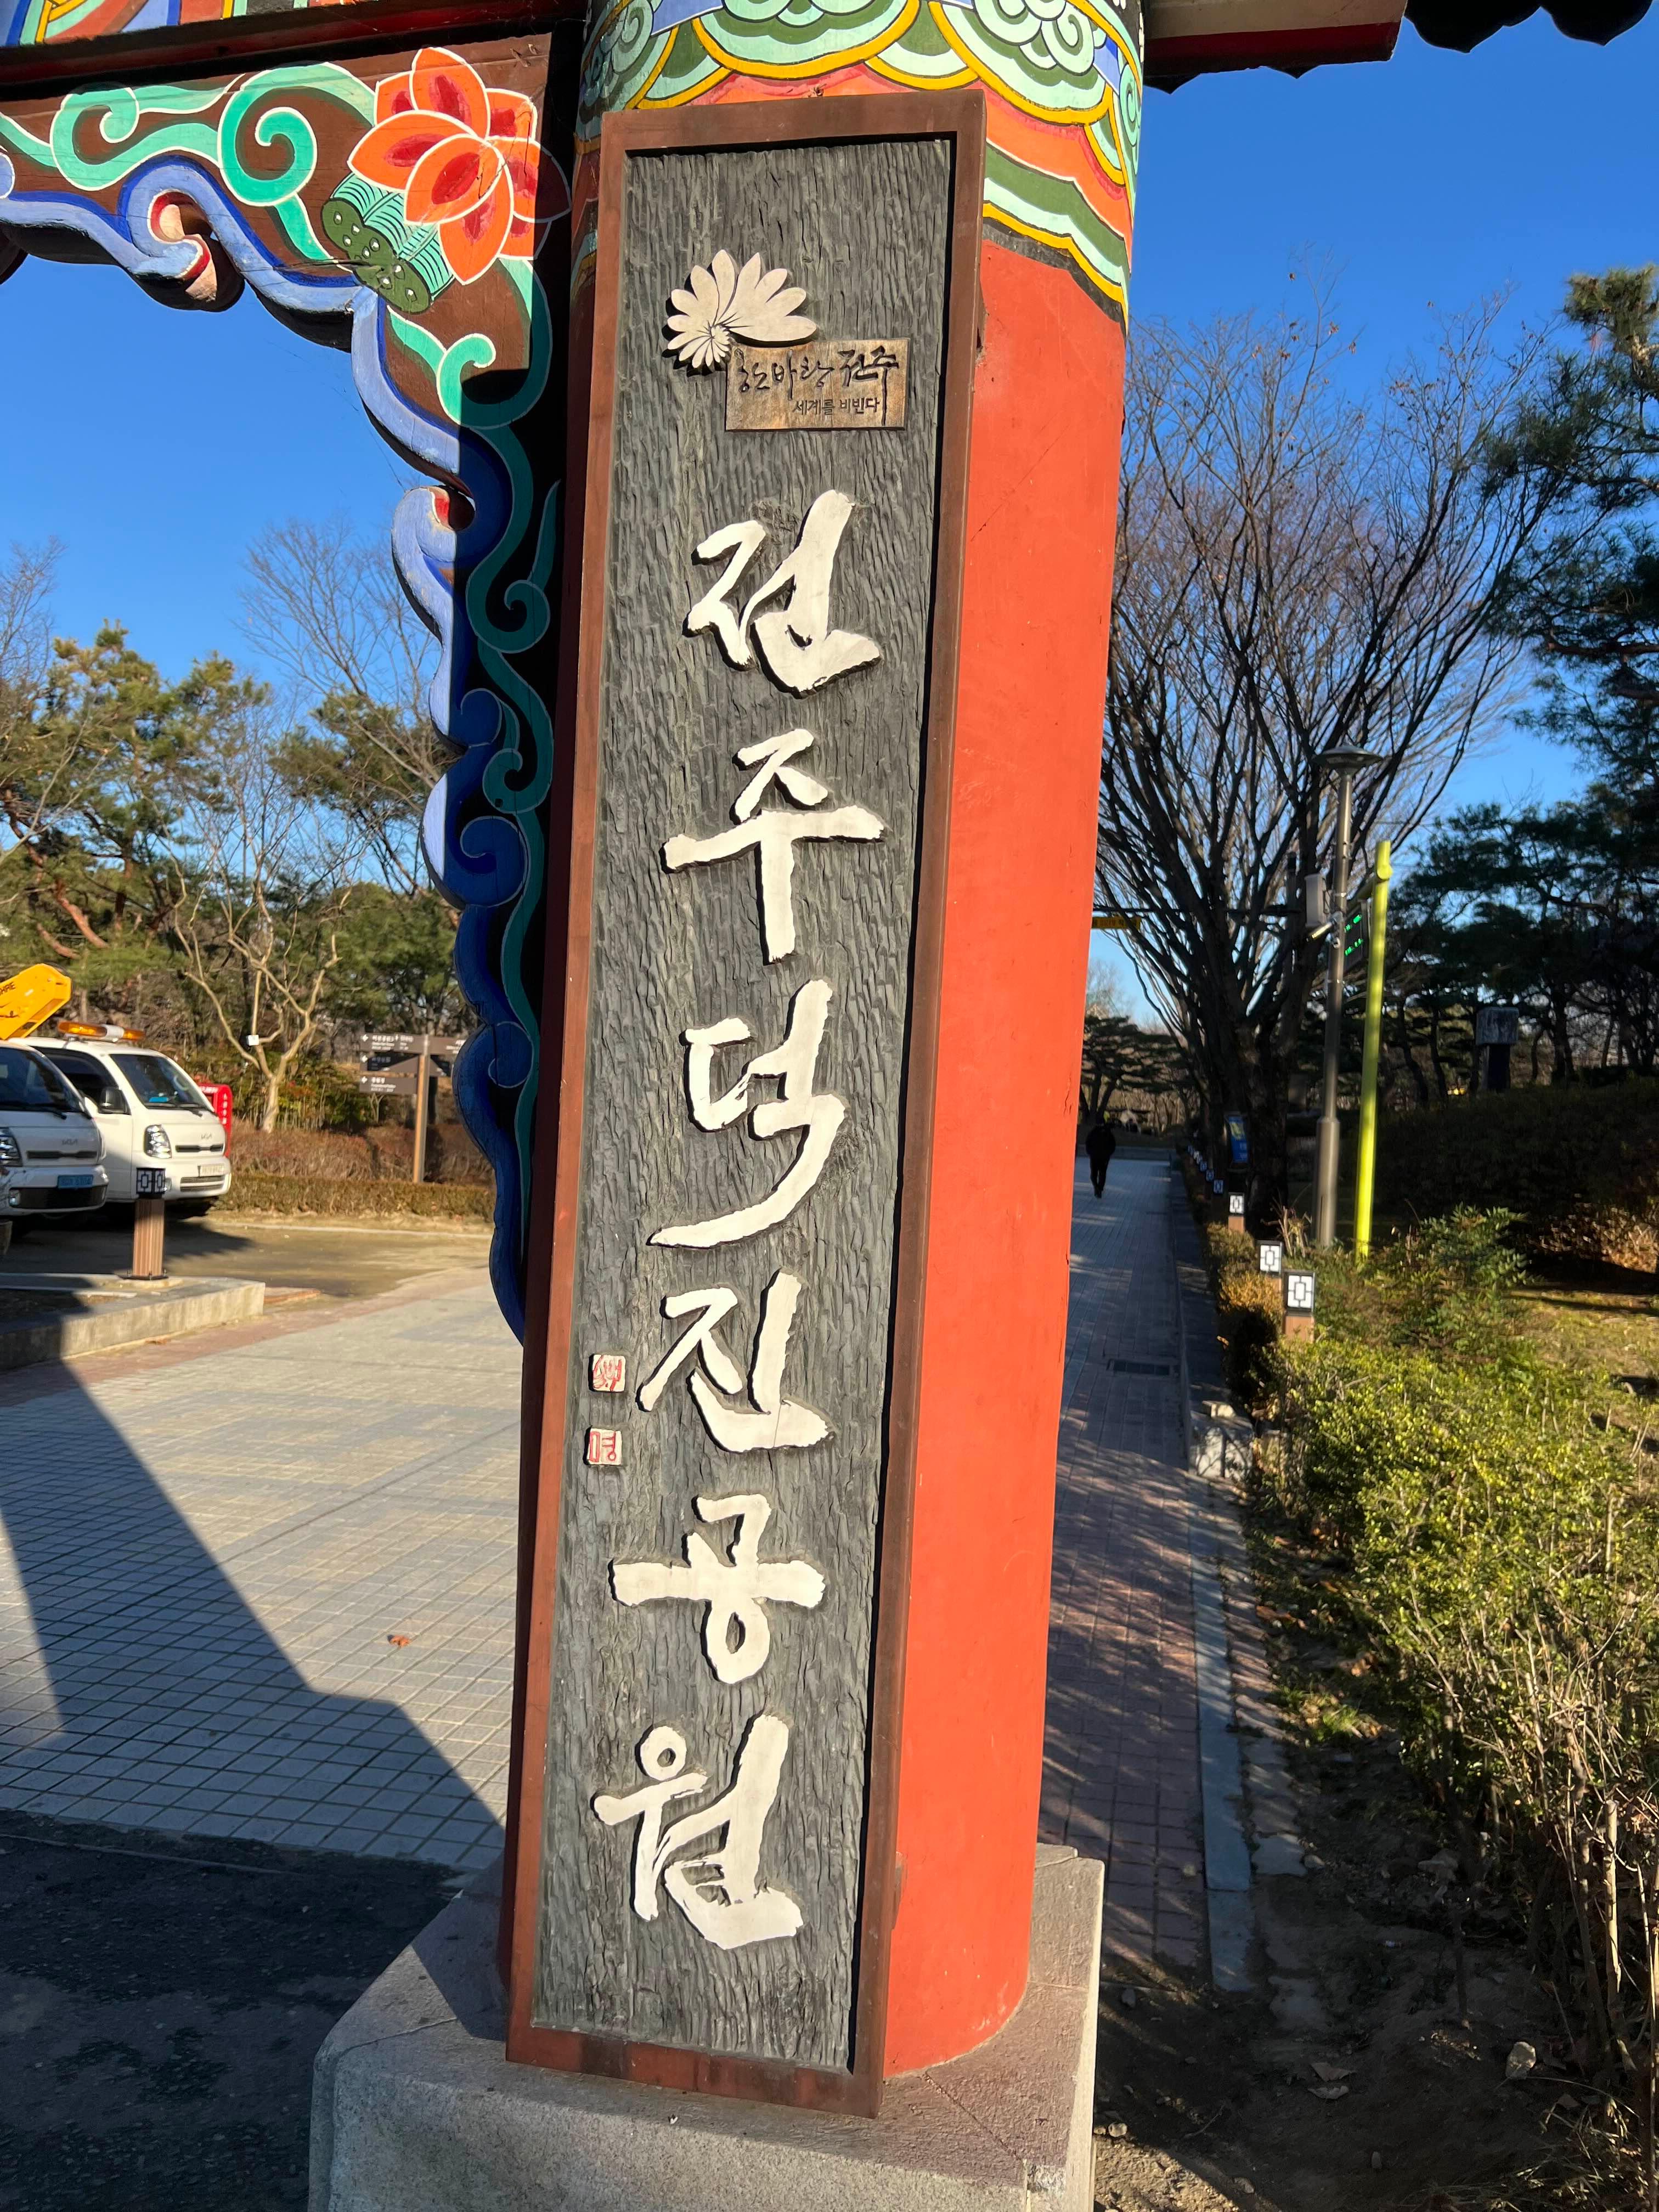 한바탕 전주
세계를 비빈다
전주덕진공원